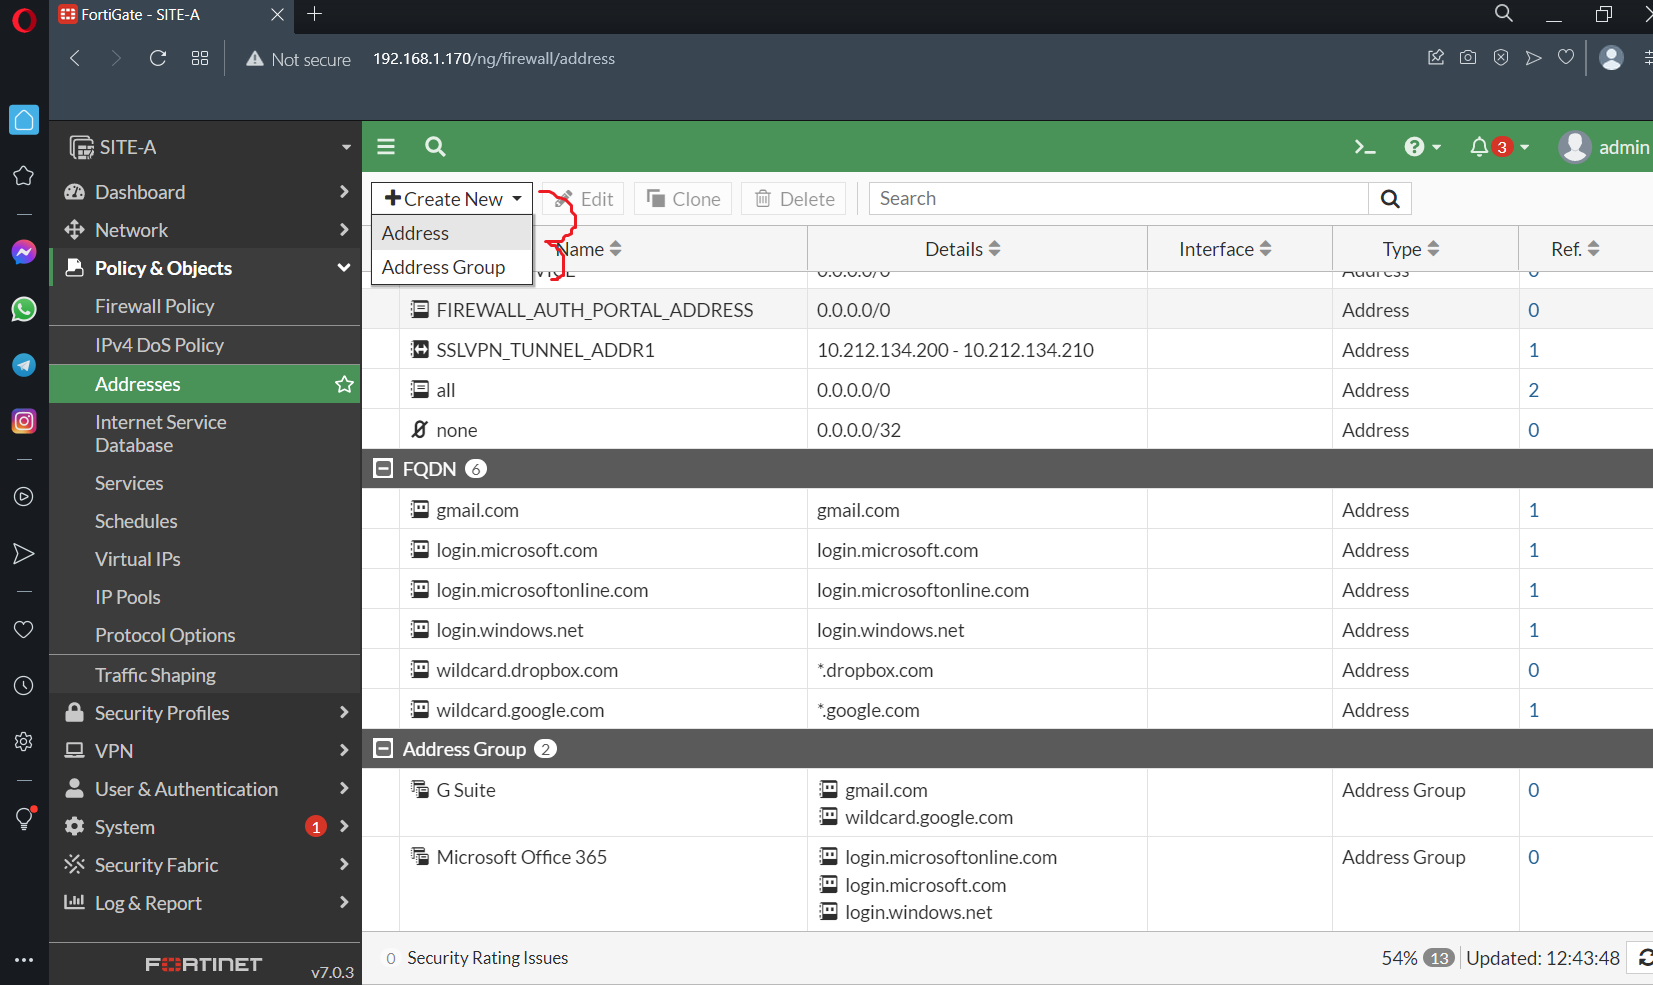 FortiGate - SITE-A
Not secure 192.168.1.170/ng/firewall/address
SITE-A
admin
3
Dashboard
Network
Policy & Objects
Firewall Policy
IPv4 DoS Policy
Addresses
Internet Service
Database
Services
Schedules
Virtual IPs
IP Pools
Protocol Options
Traffic Shaping
Security Profiles
VPN
User & Authentication
System 1
Security Fabric
Log & Report
FORTINET v7.0.3
Create New Edit Clone Delete Search
Address
Address Group
Name Details Interface Type Ref.
FIREWALL_AUTH_PORTAL_ADDRESS 0.0.0.0/0 Address 0
SSLVPN_TUNNEL_ADDR1 10.212.134.200 - 10.212.134.210 Address 1
all 0.0.0.0/0 Address 2
none 0.0.0.0/32 Address 0
FQDN 6
gmail.com gmail.com Address 1
login.microsoft.com login.microsoft.com Address 1
login.microsoftonline.com login.microsoftonline.com Address 1
login.windows.net login.windows.net Address 1
wildcard.dropbox.com *.dropbox.com Address 0
wildcard.google.com *.google.com Address 1
Address Group 2
G Suite gmail.com Address Group 0
wildcard.google.com
Microsoft Office 365 login.microsoftonline.com Address Group 0
login.microsoft.com
login.windows.net
0 Security Rating Issues 54% 13 Updated: 12:43:48